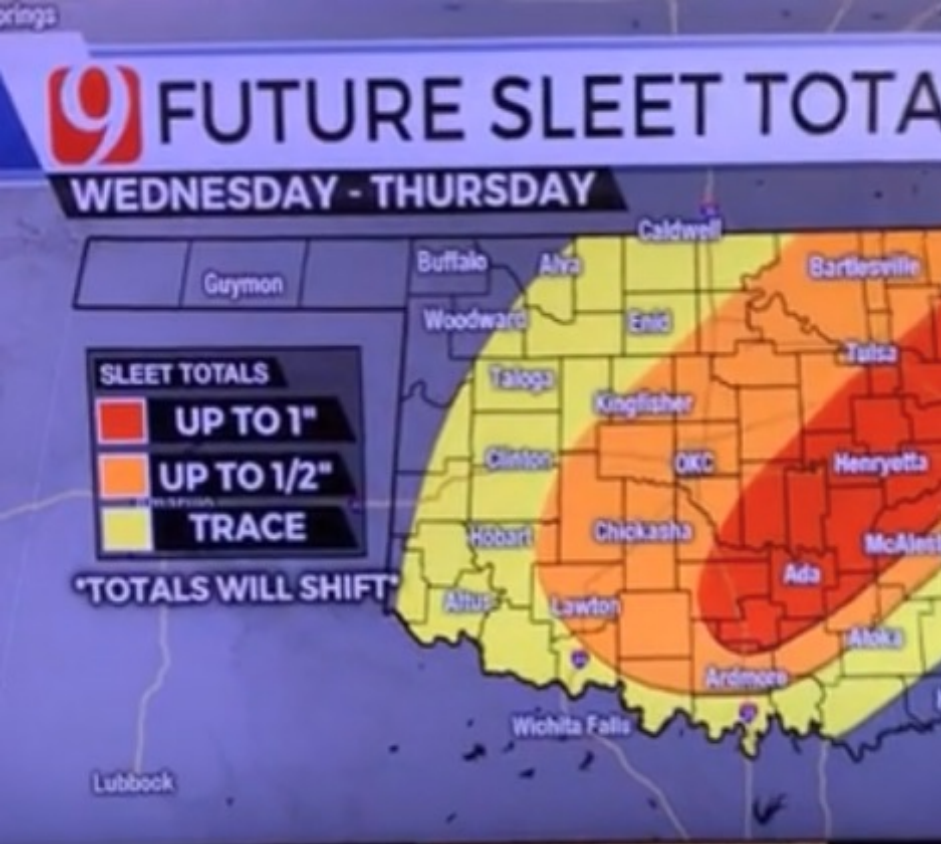 prings
9 FUTURE SLEET TOTA
WEDNESDAY - THURSDAY
Caldwell
Buffalo
Alva
Bartlesville
Guymon
Woodward
Enid
Tulsa
SLEET TOTALS
Taloga
UP TO 1"
Kingfisher
UP TO 1/2"
Clinton
OKC
Henryetta
TRACE
Hobart
Chickasha
McAlest
*TOTALS WILL SHIFT*
Ada
Altus
Lawton
Atoka
Ardmore
Wichita Falls
Lubbock